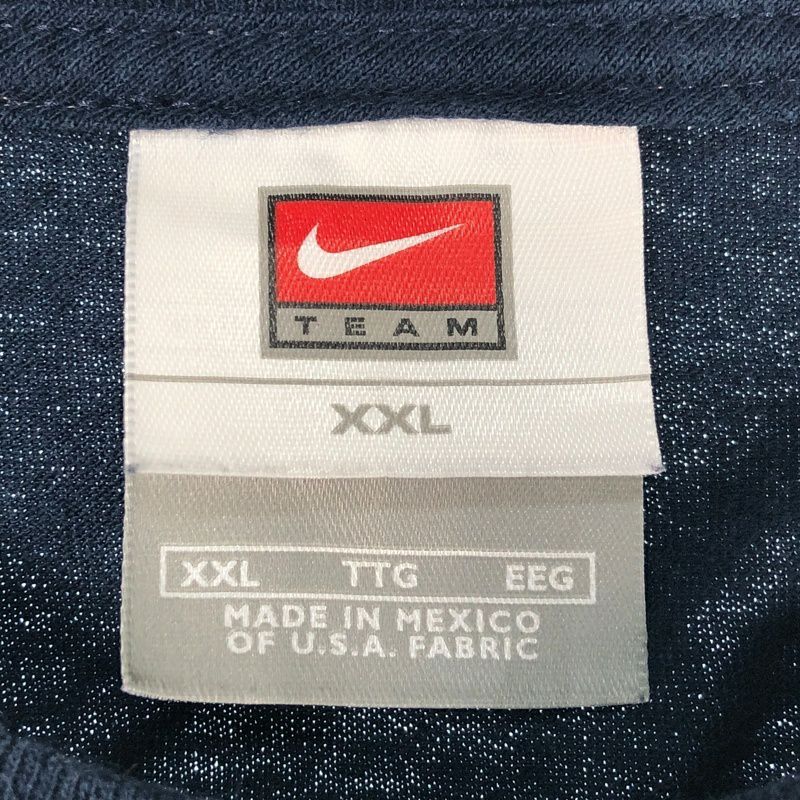 TEAM
XXL
XXL TTG EEG
MADE IN MEXICO
OF U.S.A. FABRIC